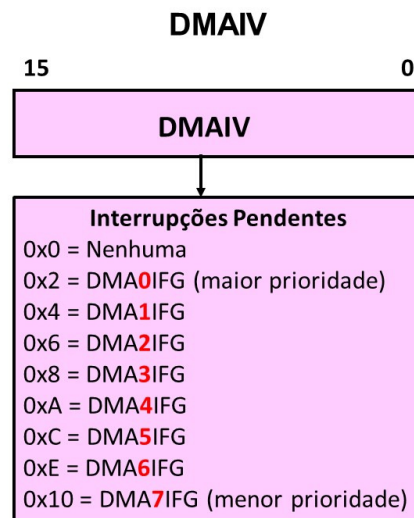 DMAIV
15 0
DMAIV
Interrupções Pendentes
0x0 = Nenhuma
0x2 = DMA0IFG (maior prioridade)
0x4 = DMA1IFG
0x6 = DMA2IFG
0x8 = DMA3IFG
0xA = DMA4IFG
0xC = DMA5IFG
0xE = DMA6IFG
0x10 = DMA7IFG (menor prioridade)